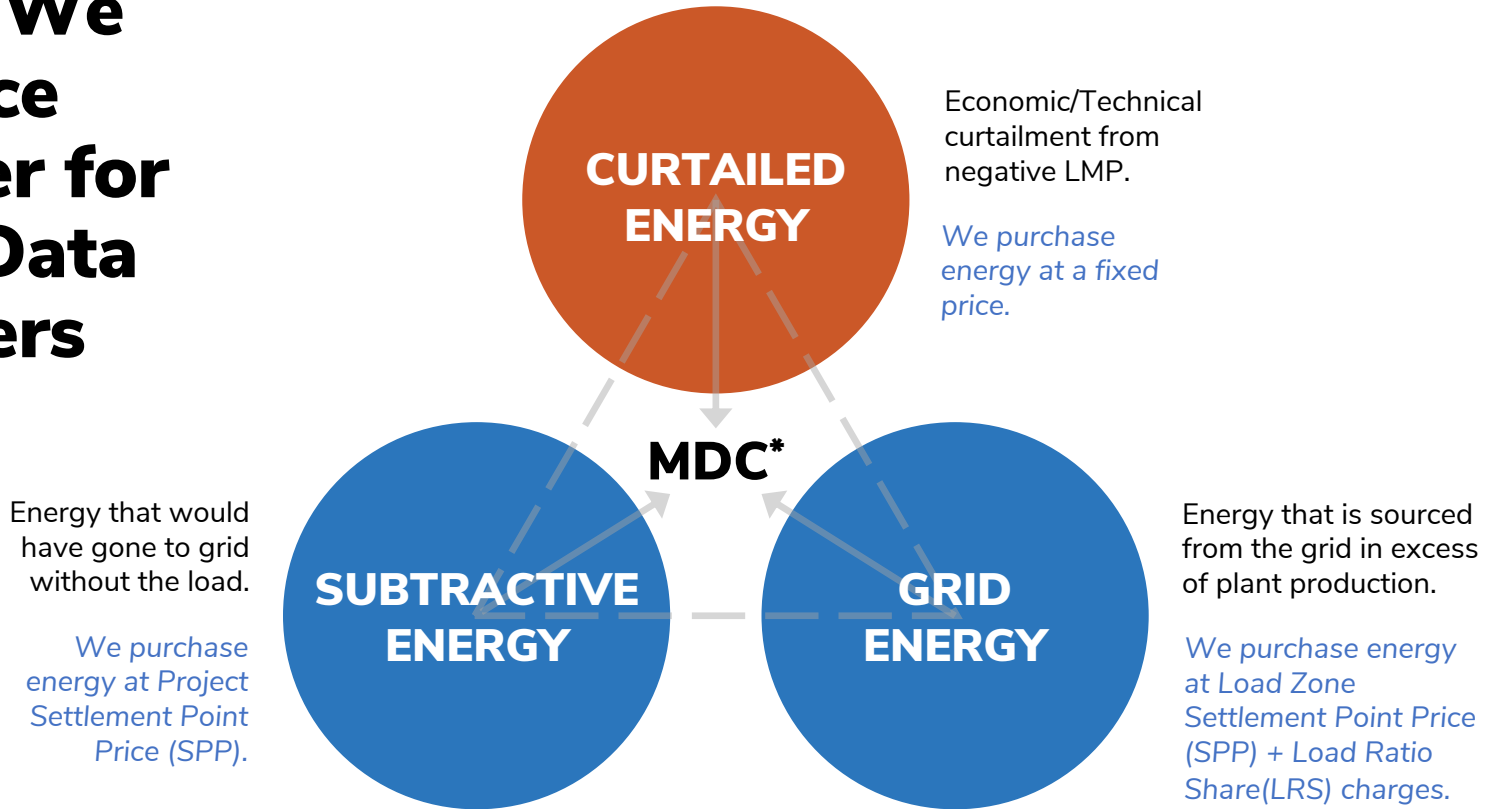 We
ce
er for
Data
ers
CURTAILED
ENERGY
Economic/Technical
curtailment from
negative LMP.
We purchase
energy at a fixed
price.
MDC*
Energy that would
have gone to grid
without the load.
We purchase
energy at Project
Settlement Point
Price (SPP).
SUBTRACTIVE
ENERGY
GRID
ENERGY
Energy that is sourced
from the grid in excess
of plant production.
We purchase energy
at Load Zone
Settlement Point Price
(SPP) + Load Ratio
Share(LRS) charges.